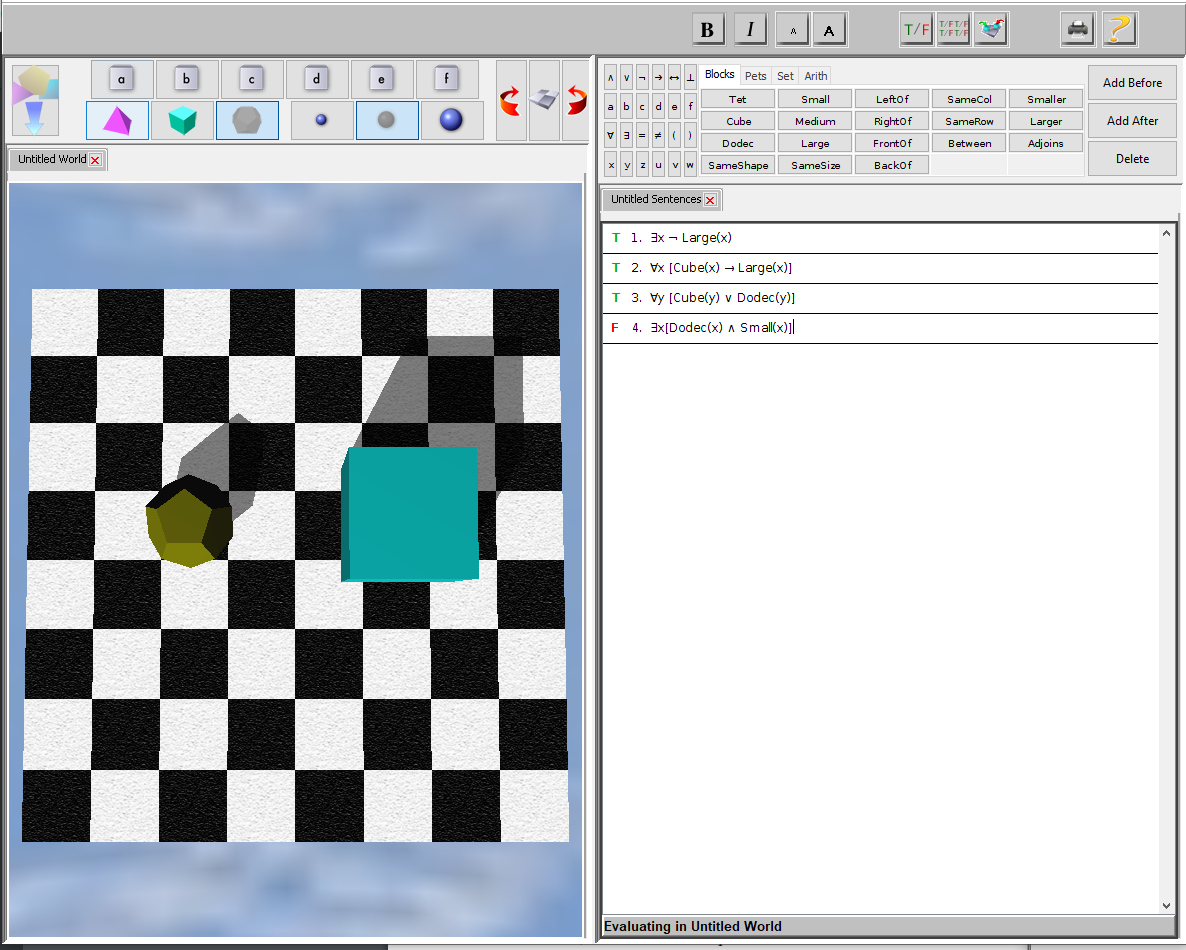 B I A A T/F T/FT/F
T/FT/F ?
a b c d e f
Untitled World
∧ ∨ ¬ → ↔ ⊥ Blocks Pets Set Arith
a b c d e f
∀ ∃ = ≠ ( )
x y z u v w
Tet Small LeftOf SameCol Smaller
Cube Medium RightOf SameRow Larger
Dodec Large FrontOf Between Adjoins
SameShape SameSize BackOf
Add Before
Add After
Delete
Untitled Sentences
T 1. ∃x ¬ Large(x)
T 2. ∀x [Cube(x) → Large(x)]
T 3. ∀y [Cube(y) ∨ Dodec(y)]
F 4. ∃x[Dodec(x) ∧ Small(x)]
Evaluating in Untitled World